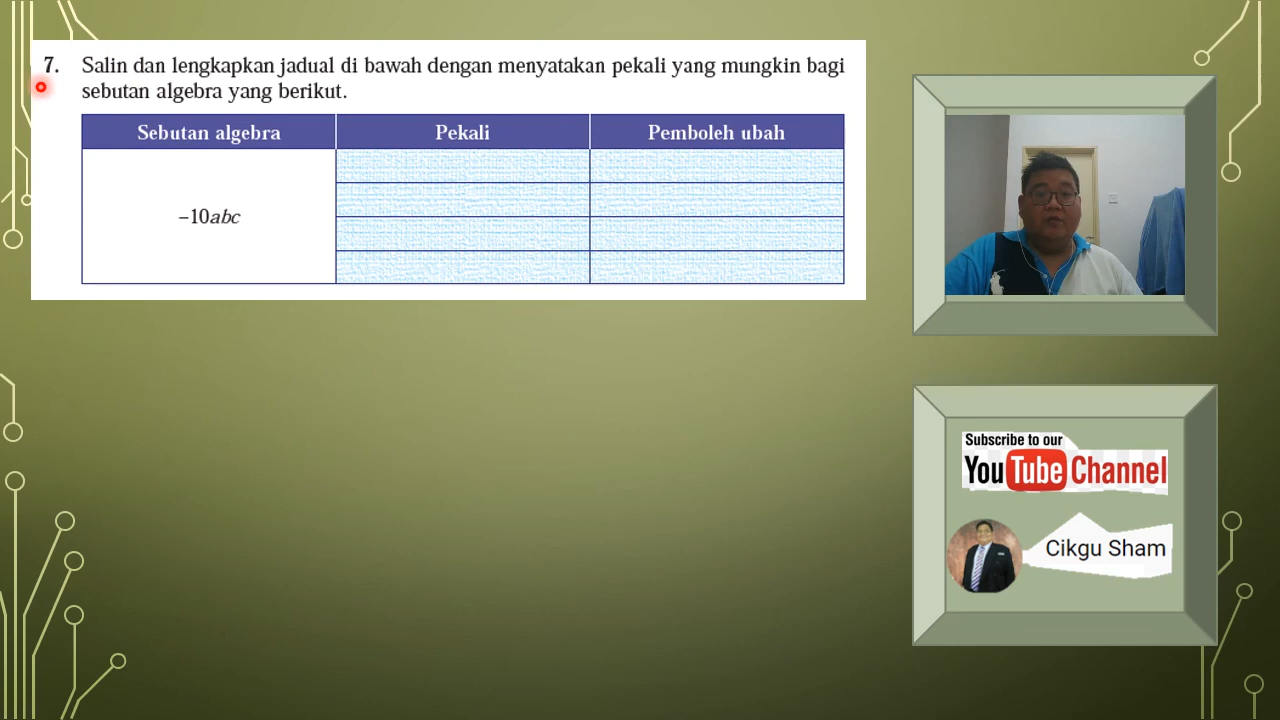 7. Salin dan lengkapkan jadual di bawah dengan menyatakan pekali yang mungkin bagi
sebutan algebra yang berikut.
Sebutan algebra Pekali Pemboleh ubah
−10abc
Subscribe to our
YouTube Channel
Cikgu Sham